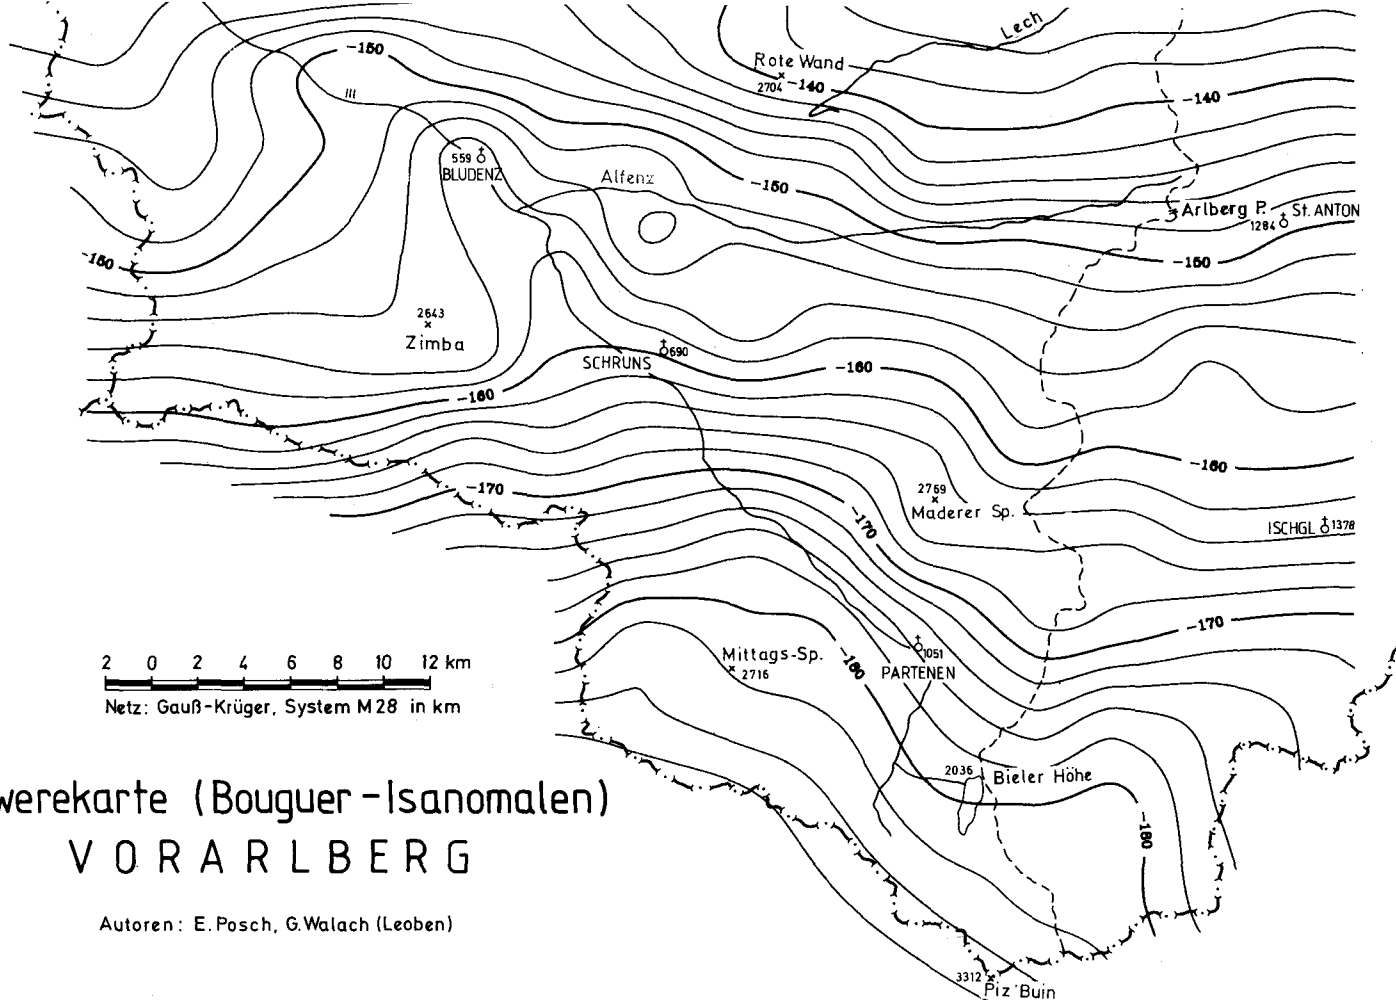 Lech
-150
Rote Wand
2704
-140
-140
Ill
559
BLUDENZ
Alfenz
-150
Arlberg P.
1284
St. ANTON
-150
-150
2643
Zimba
690
SCHRUNS
-160
-160
-160
-170
2769
Maderer Sp.
-170
ISCHGL 1378
-170
Mittags-Sp.
2716
-180
1051
PARTENEN
2 0 2 4 6 8 10 12 km
Netz: Gauß-Krüger, System M28 in km
2036
Bieler Höhe
-180
werekarte (Bouguer-Isanomalen)
VORARLBERG
Autoren: E. Posch, G. Walach (Leoben)
3312
Piz Buin